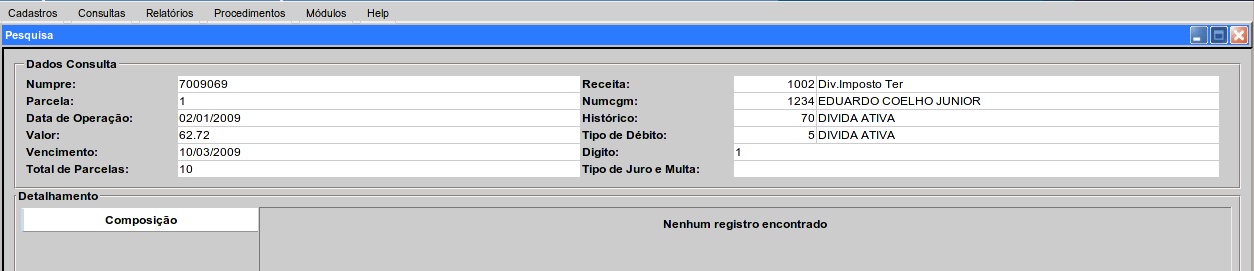 Cadastros Consultas Relatórios Procedimentos Módulos Help
Pesquisa
Dados Consulta
Numpre: 7009069 Receita: 1002 Div.Imposto Ter
Parcela: 1 Numcgm: 1234 EDUARDO COELHO JUNIOR
Data de Operação: 02/01/2009 Histórico: 70 DIVIDA ATIVA
Valor: 62.72 Tipo de Débito: 5 DIVIDA ATIVA
Vencimento: 10/03/2009 Digito: 1
Total de Parcelas: 10 Tipo de Juro e Multa:
Detalhamento
Composição Nenhum registro encontrado